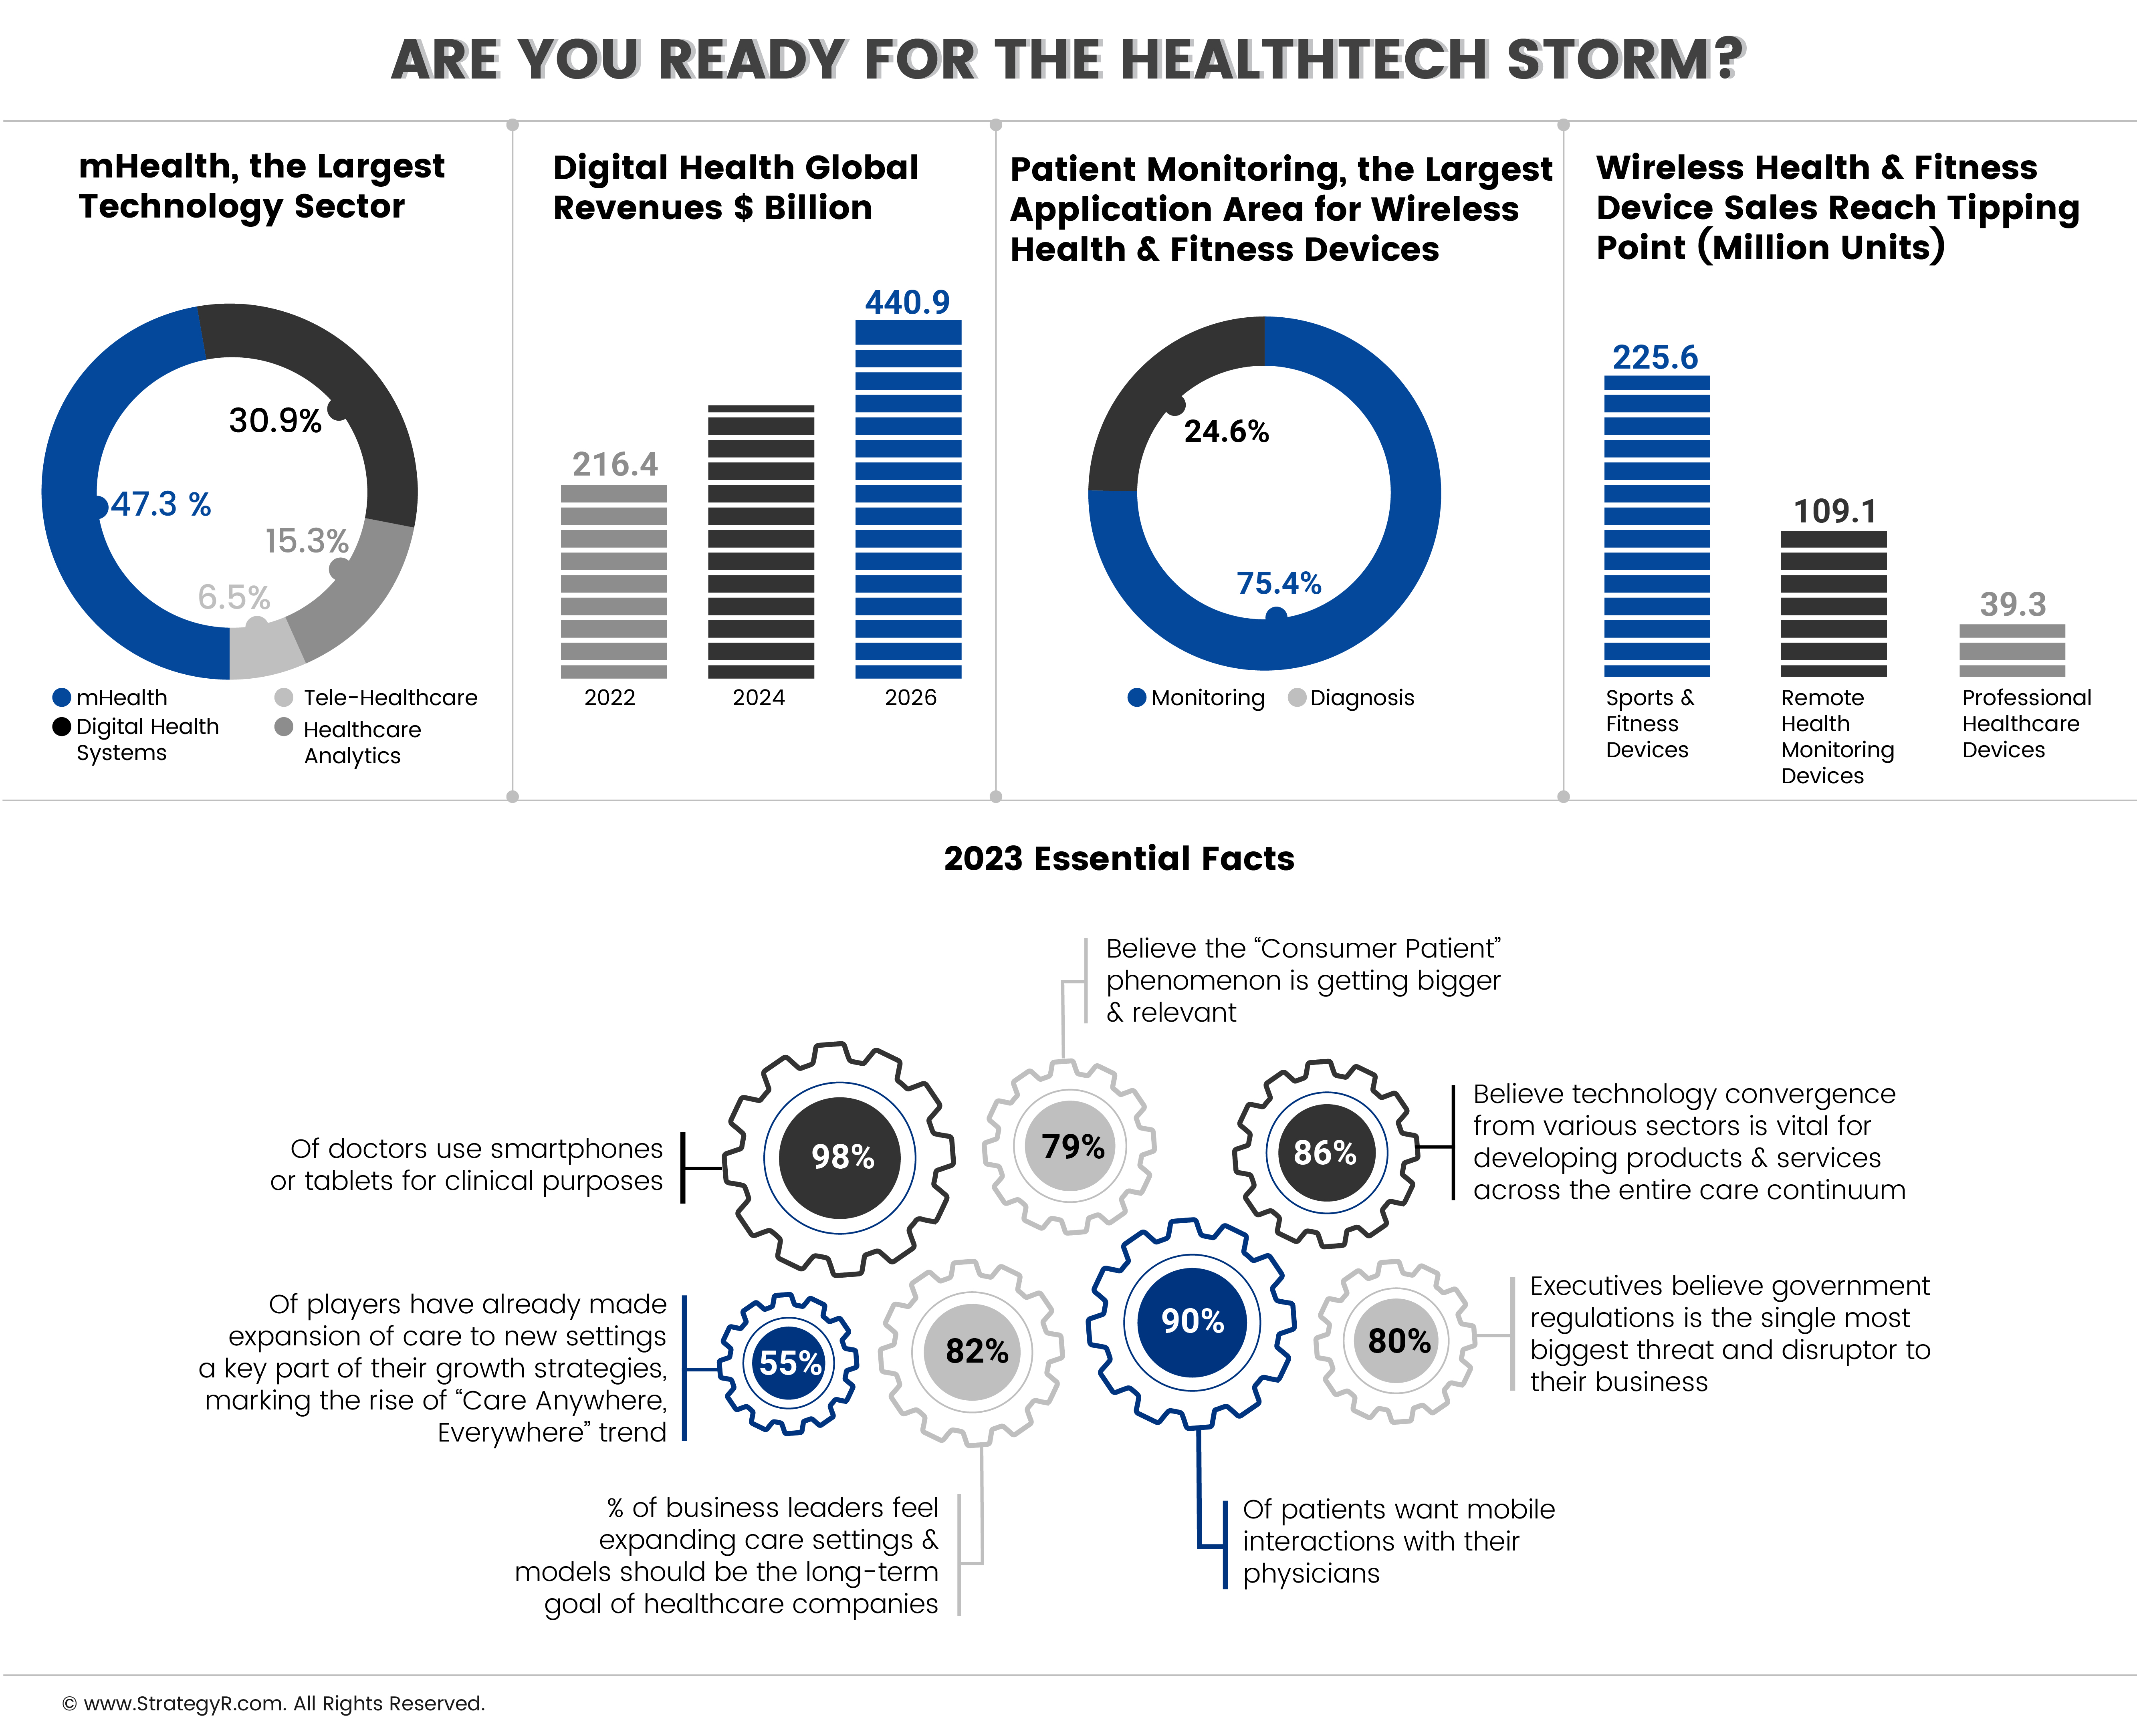 ARE YOU READY FOR THE HEALTHTECH STORM?
mHealth, the Largest
Technology Sector
30.9%
47.3 %
15.3%
6.5%
mHealth
Tele-Healthcare
Digital Health
Systems
Healthcare
Analytics
Digital Health Global
Revenues $ Billion
216.4
440.9
2022
2024
2026
Patient Monitoring, the Largest
Application Area for Wireless
Health & Fitness Devices
24.6%
75.4%
Monitoring
Diagnosis
Wireless Health & Fitness
Device Sales Reach Tipping
Point (Million Units)
225.6
109.1
39.3
Sports &
Fitness
Devices
Remote
Health
Monitoring
Devices
Professional
Healthcare
Devices
2023 Essential Facts
Believe the “Consumer Patient”
phenomenon is getting bigger
& relevant
79%
Of doctors use smartphones
or tablets for clinical purposes
98%
86%
Believe technology convergence
from various sectors is vital for
developing products & services
across the entire care continuum
Of players have already made
expansion of care to new settings
a key part of their growth strategies,
marking the rise of “Care Anywhere,
Everywhere” trend
55%
82%
90%
80%
Executives believe government
regulations is the single most
biggest threat and disruptor to
their business
% of business leaders feel
expanding care settings &
models should be the long-term
goal of healthcare companies
Of patients want mobile
interactions with their
physicians
© www.StrategyR.com. All Rights Reserved.